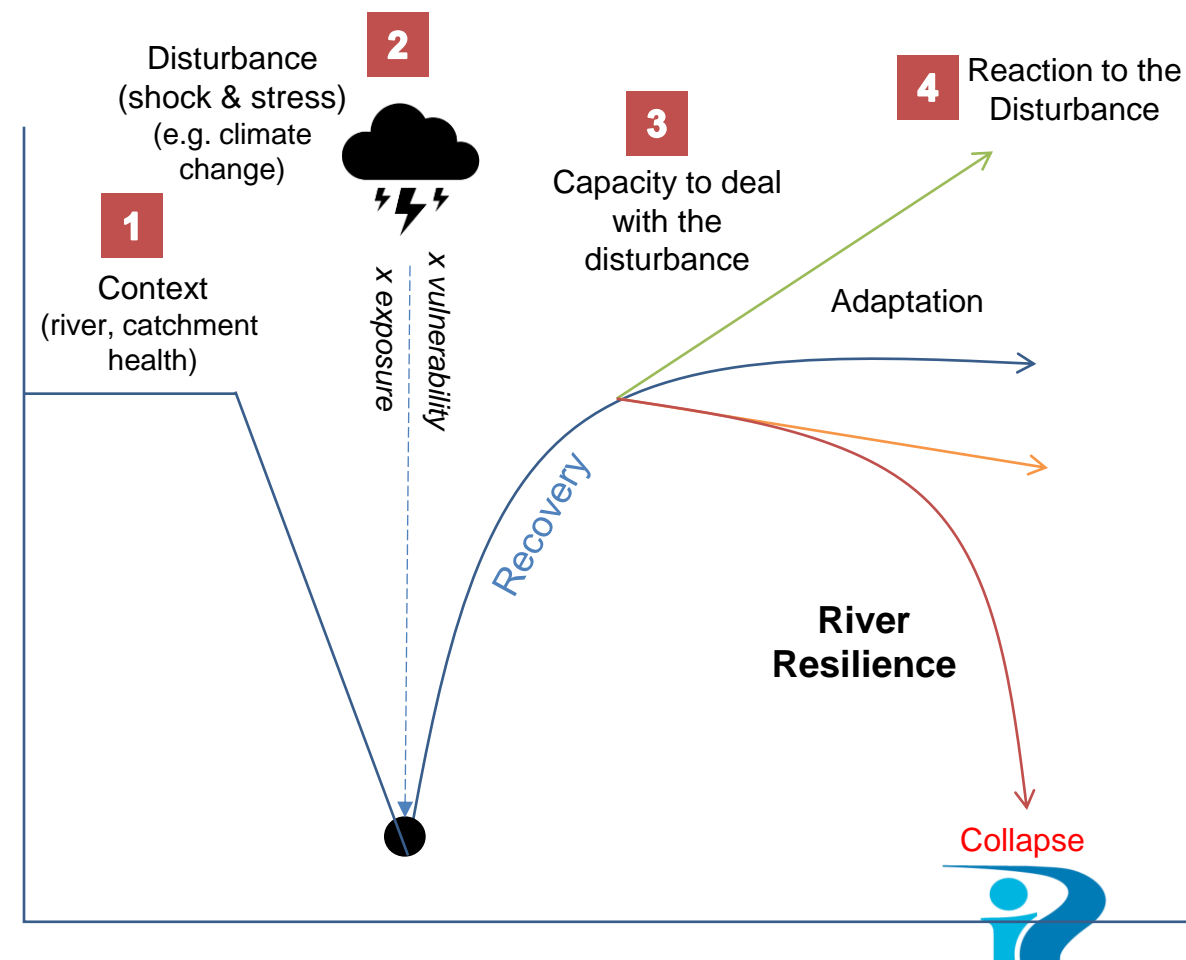 1
Context
(river, catchment
health)
2
Disturbance
(shock & stress)
(e.g. climate
change)
x vulnerability
x exposure
3
Capacity to deal
with the
disturbance
4
Reaction to the
Disturbance
Adaptation
Recovery
River
Resilience
Collapse